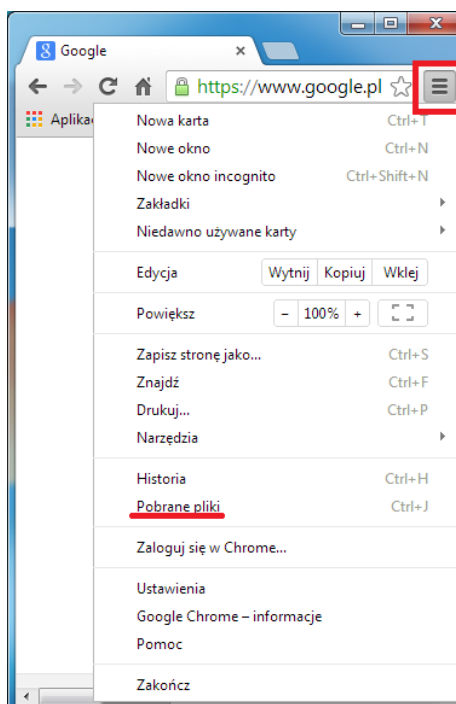 8 Google
https://www.google.pl
Nowa karta Ctrl+T
Nowe okno Ctrl+N
Nowe okno incognito Ctrl+Shift+N
Zakładki
Niedawno używane karty
Edycja Wytnij Kopiuj Wklej
Powiększ − 100% +
Zapisz stronę jako... Ctrl+S
Znajdź Ctrl+F
Drukuj... Ctrl+P
Narzędzia
Historia Ctrl+H
Pobrane pliki Ctrl+J
Zaloguj się w Chrome...
Ustawienia
Google Chrome – informacje
Pomoc
Zakończ